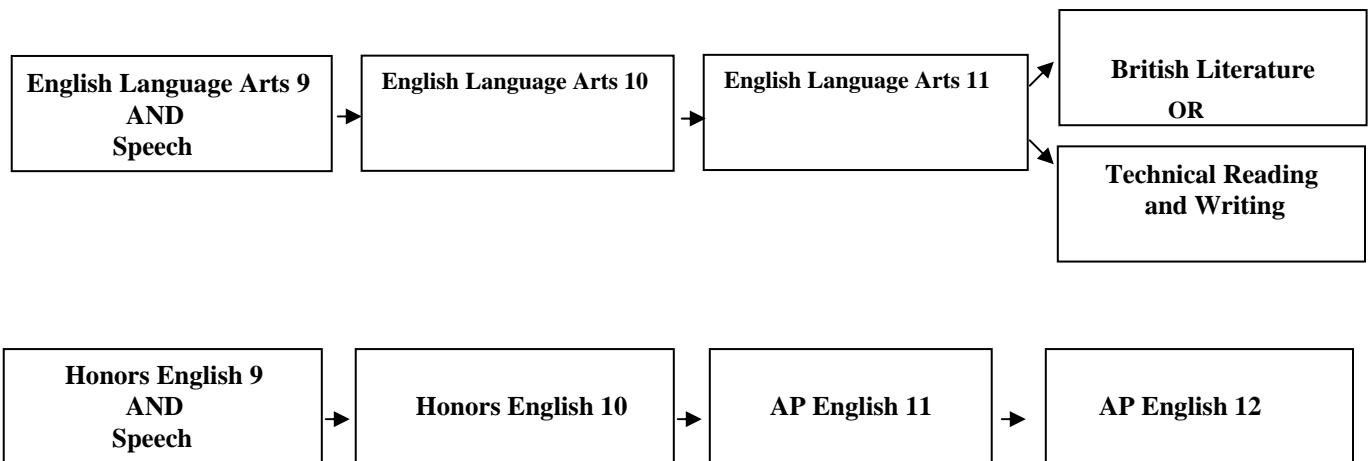 English Language Arts 9
AND
Speech
English Language Arts 10
English Language Arts 11
British Literature
OR
Technical Reading
and Writing
Honors English 9
AND
Speech
Honors English 10
AP English 11
AP English 12